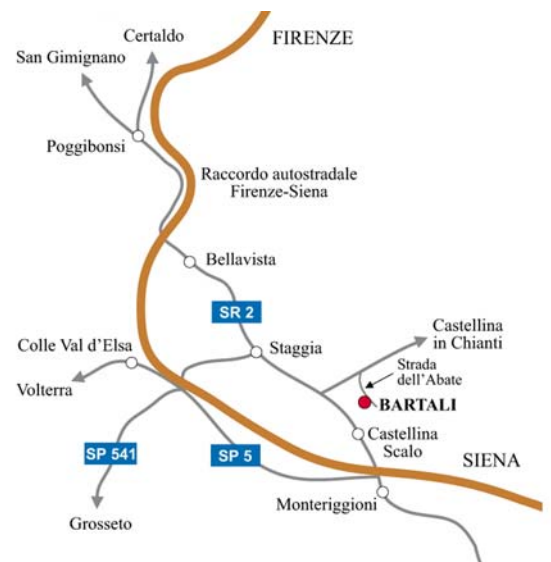 FIRENZE
Certaldo
San Gimignano
Poggibonsi
Raccordo autostradale
Firenze-Siena
Bellavista
SR 2
Colle Val d'Elsa
Staggia
Castellina
in Chianti
Strada
dell'Abate
Volterra
BARTALI
Castellina
Scalo
SP 541
SP 5
SIENA
Monteriggioni
Grosseto